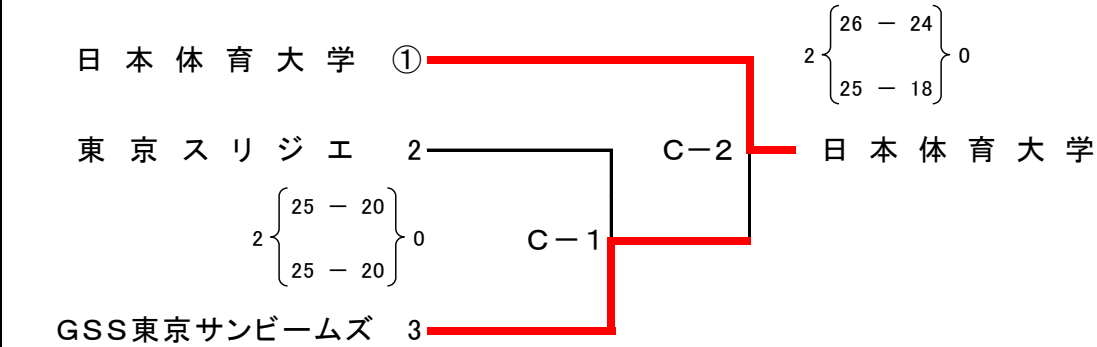 26 － 24
日本体育大学 ①
2 0
25 － 18
東京スリジエ 2
C－2
日本体育大学
25 － 20
2 0
C－1
25 － 20
GSS東京サンビームズ 3